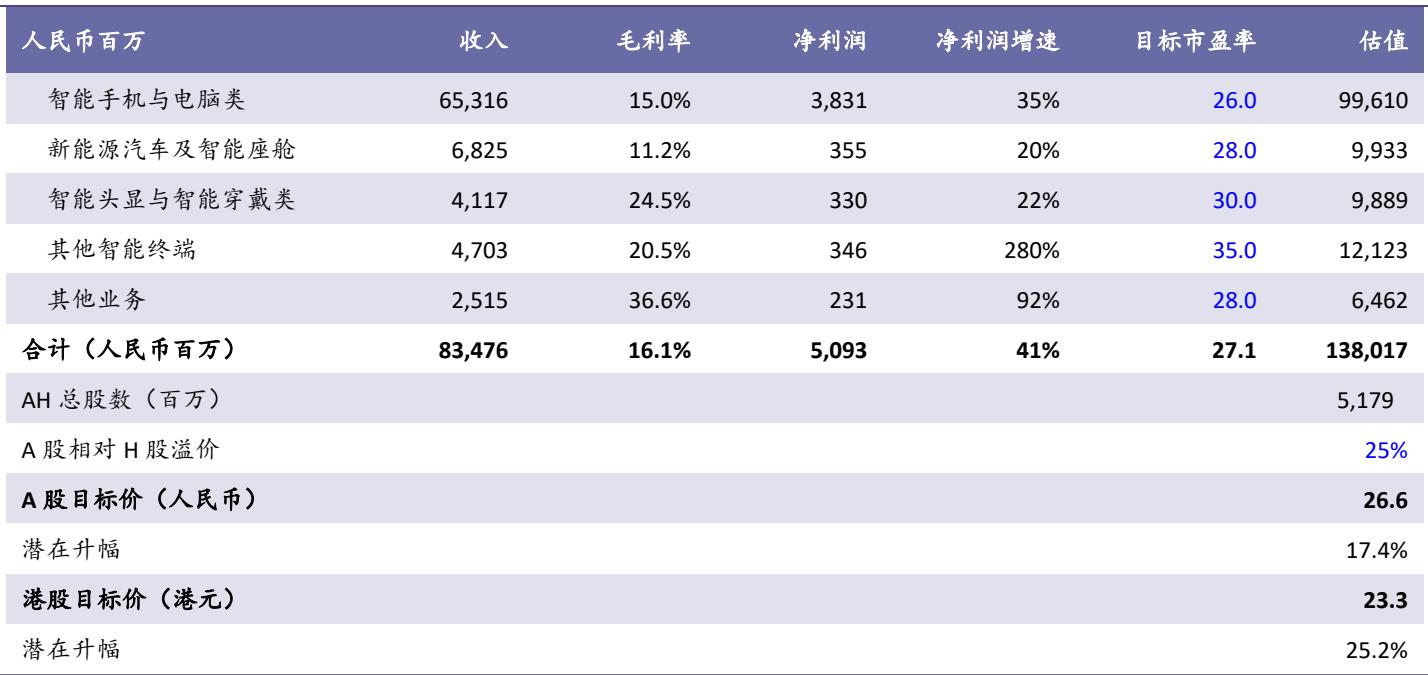 人民币百万 收入 毛利率 净利润 净利润增速 目标市盈率 估值
智能手机与电脑类 65,316 15.0% 3,831 35% 26.0 99,610
新能源汽车及智能座舱 6,825 11.2% 355 20% 28.0 9,933
智能头显与智能穿戴类 4,117 24.5% 330 22% 30.0 9,889
其他智能终端 4,703 20.5% 346 280% 35.0 12,123
其他业务 2,515 36.6% 231 92% 28.0 6,462
合计（人民币百万） 83,476 16.1% 5,093 41% 27.1 138,017
AH 总股数（百万） 5,179
A 股相对 H 股溢价 25%
A 股目标价（人民币） 26.6
潜在升幅 17.4%
港股目标价（港元） 23.3
潜在升幅 25.2%